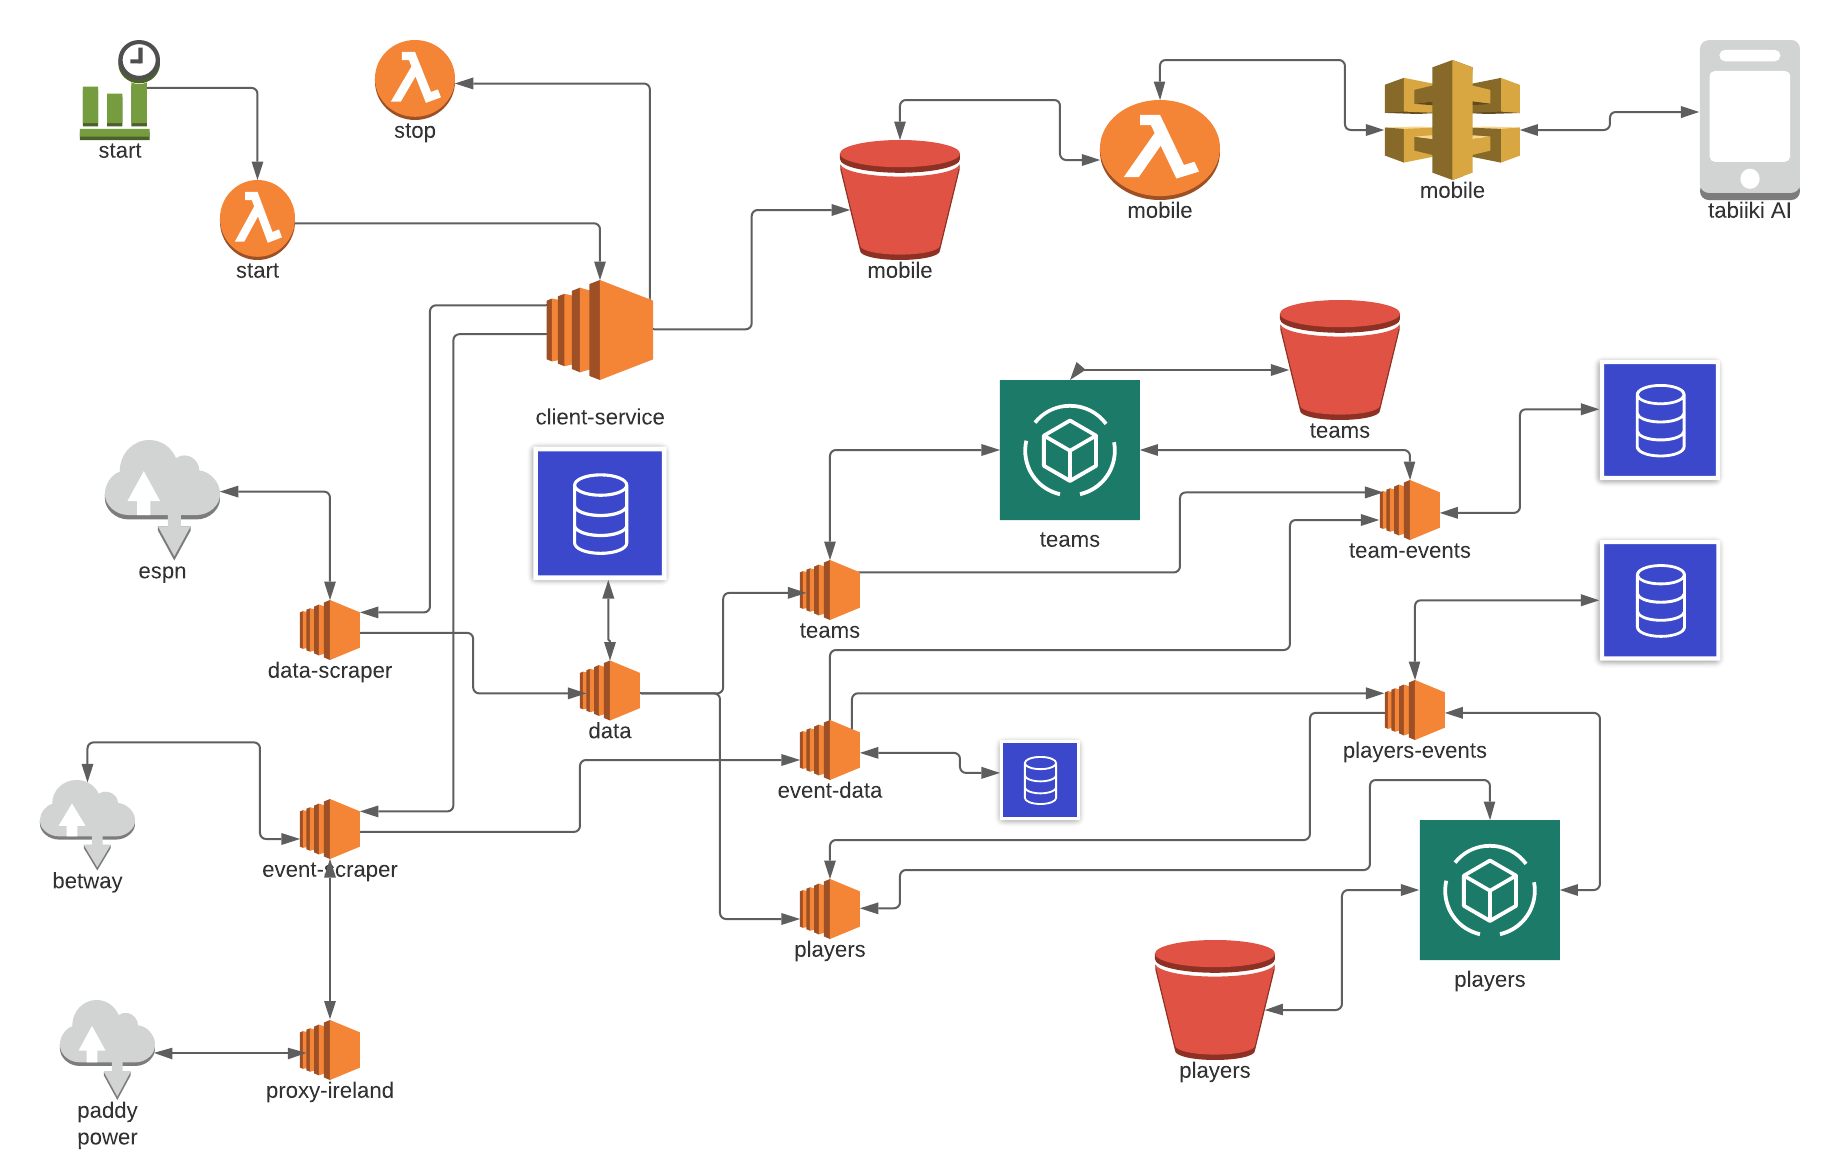 start
stop
start
mobile
mobile
mobile
tabiiki AI
client-service
teams
teams
team-events
espn
data-scraper
teams
data
event-data
players-events
betway
event-scraper
players
players
players
paddy
power
proxy-ireland